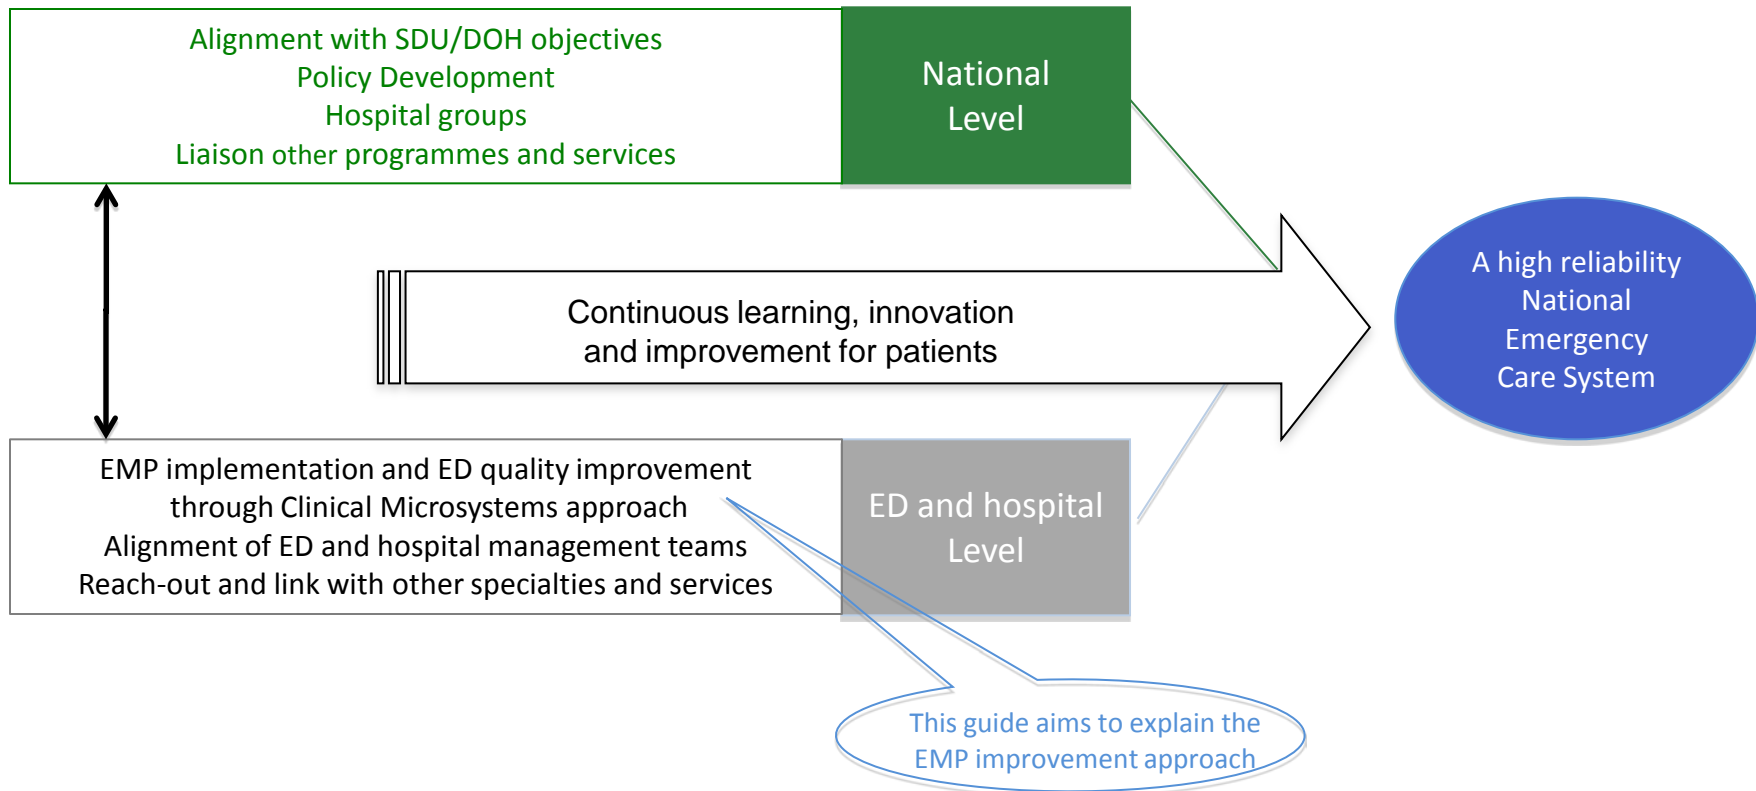 Alignment with SDU/DOH objectives
Policy Development
Hospital groups
Liaison other programmes and services
National
Level
Continuous learning, innovation
and improvement for patients
A high reliability
National
Emergency
Care System
EMP implementation and ED quality improvement
through Clinical Microsystems approach
Alignment of ED and hospital management teams
Reach-out and link with other specialties and services
ED and hospital
Level
This guide aims to explain the
EMP improvement approach